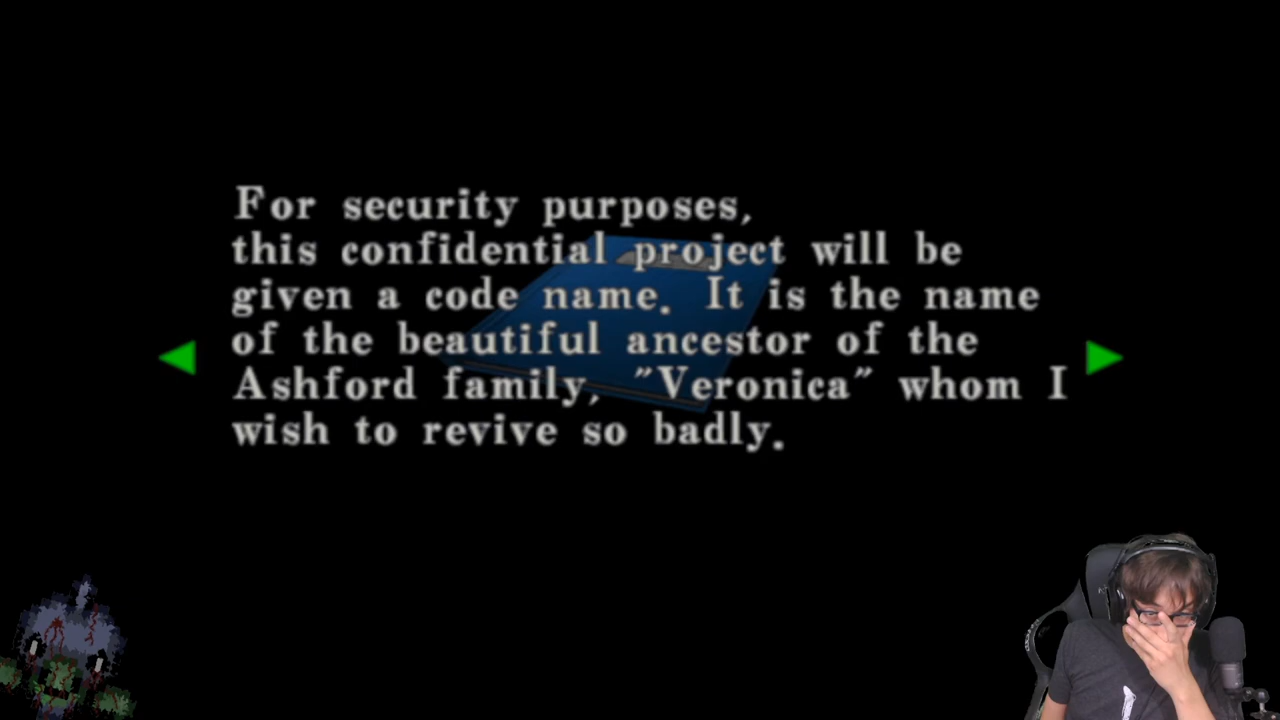 For security purposes,
this confidential project will be
given a code name. It is the name
of the beautiful ancestor of the
Ashford family, "Veronica" whom I
wish to revive so badly.